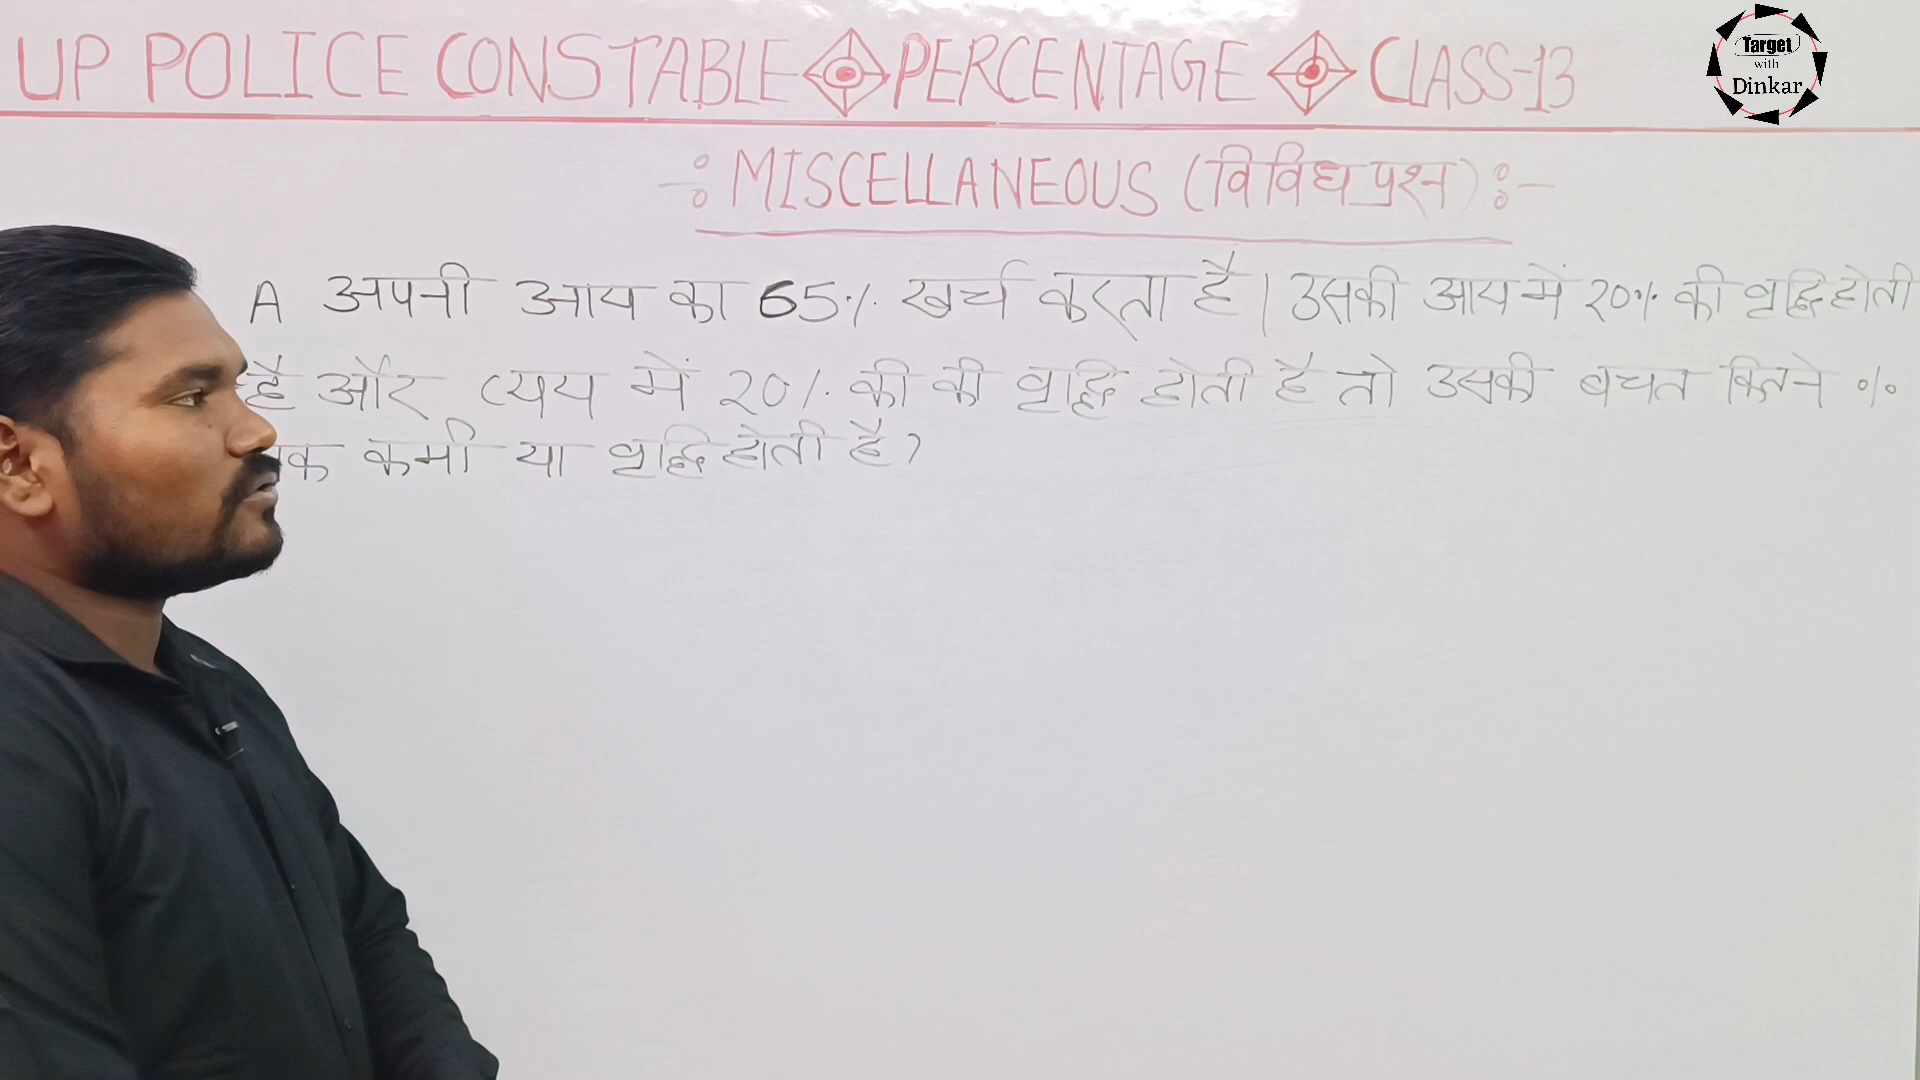 UP POLICE CONSTABLE PERCENTAGE CLASS-13
Target
with
Dinkar
-: MISCELLANEOUS (विविध प्रश्न) :-
A अपनी आय का 65% खर्च करता है। उसकी आय में 20% की वृद्धि होती
है और व्यय में 20% की की वृद्धि होती है तो उसकी बचत कितने %
कमी या वृद्धि होती है?